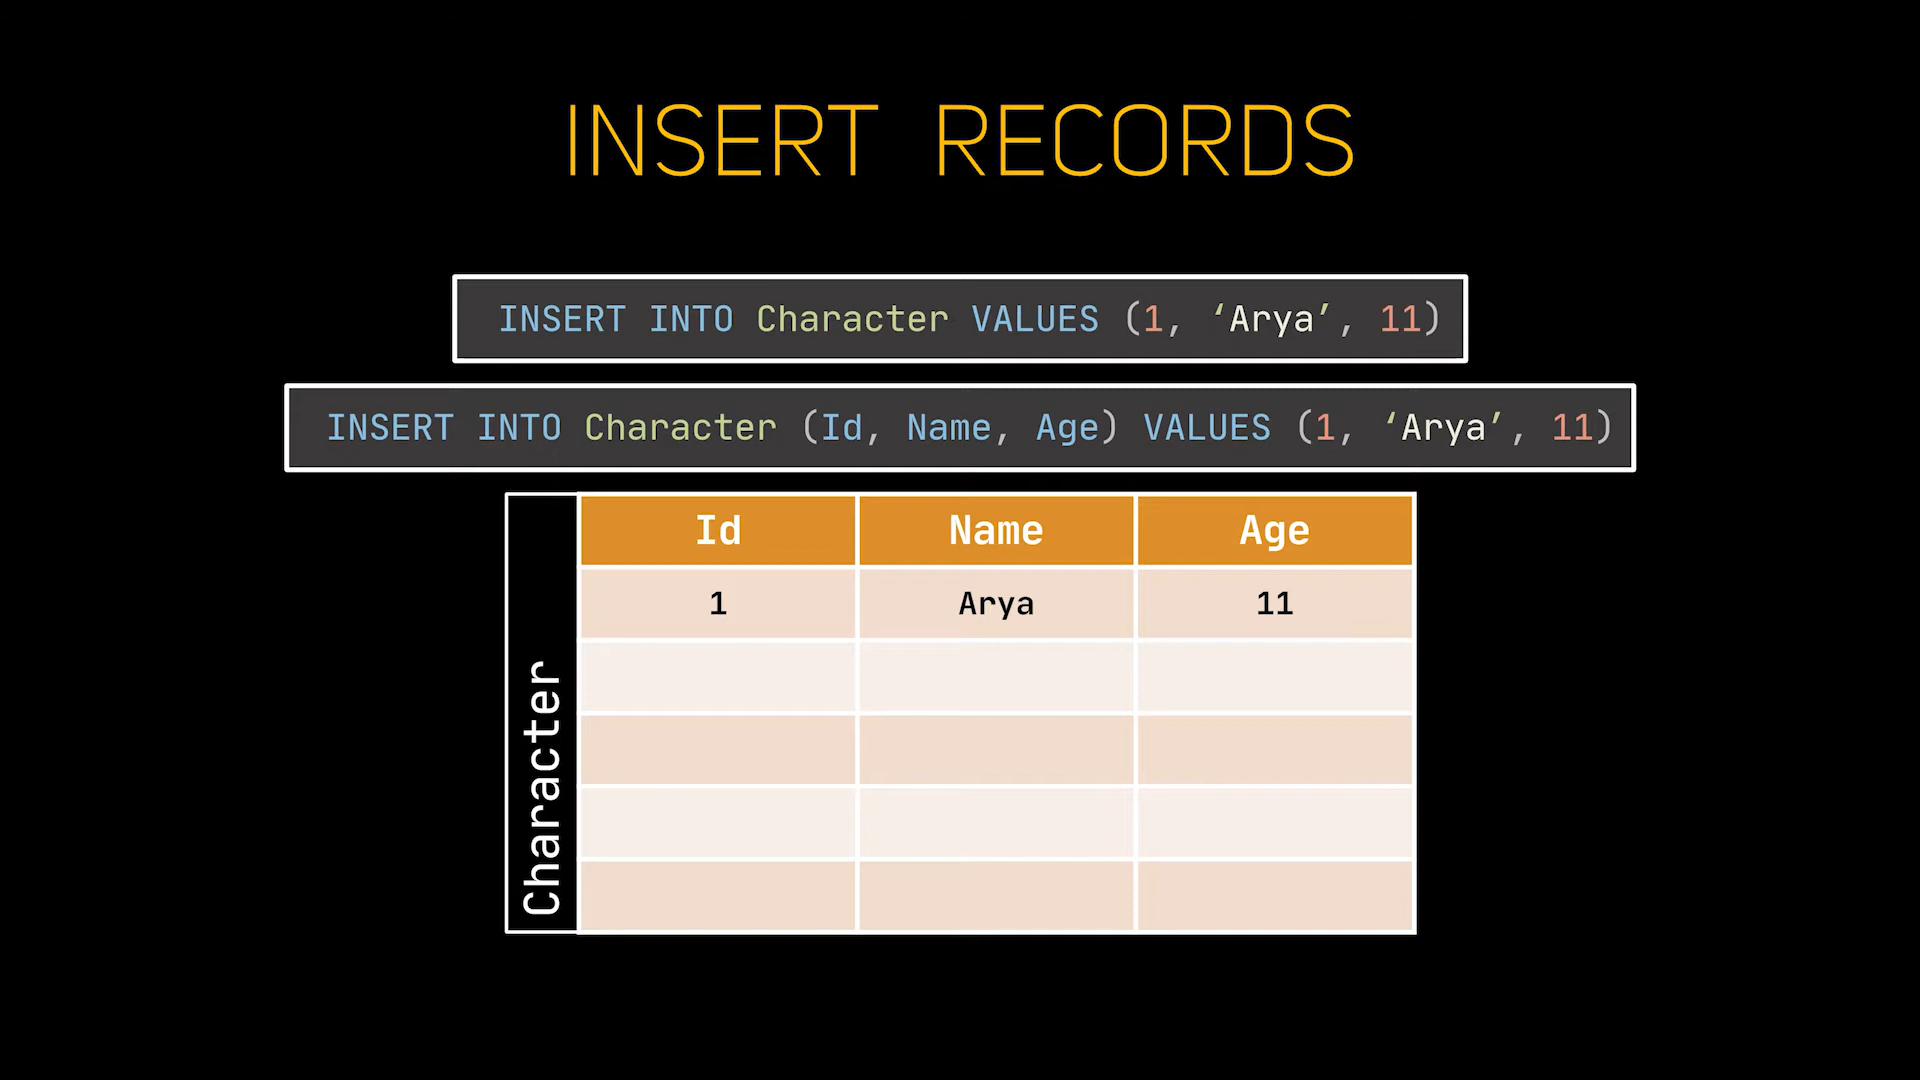 INSERT RECORDS
INSERT INTO Character VALUES (1, ‘Arya’, 11)
INSERT INTO Character (Id, Name, Age) VALUES (1, ‘Arya’, 11)
Character
Id Name Age
1 Arya 11